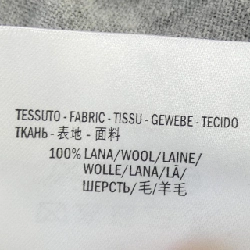 TESSUTO - FABRIC - TISSU - GEWEBE - TECIDO
ТКАНЬ - 表地 - 面料
100% LANA/WOOL/LAINE/
WOLLE/LANA/LÃ/
ШЕРСТЬ/毛/羊毛